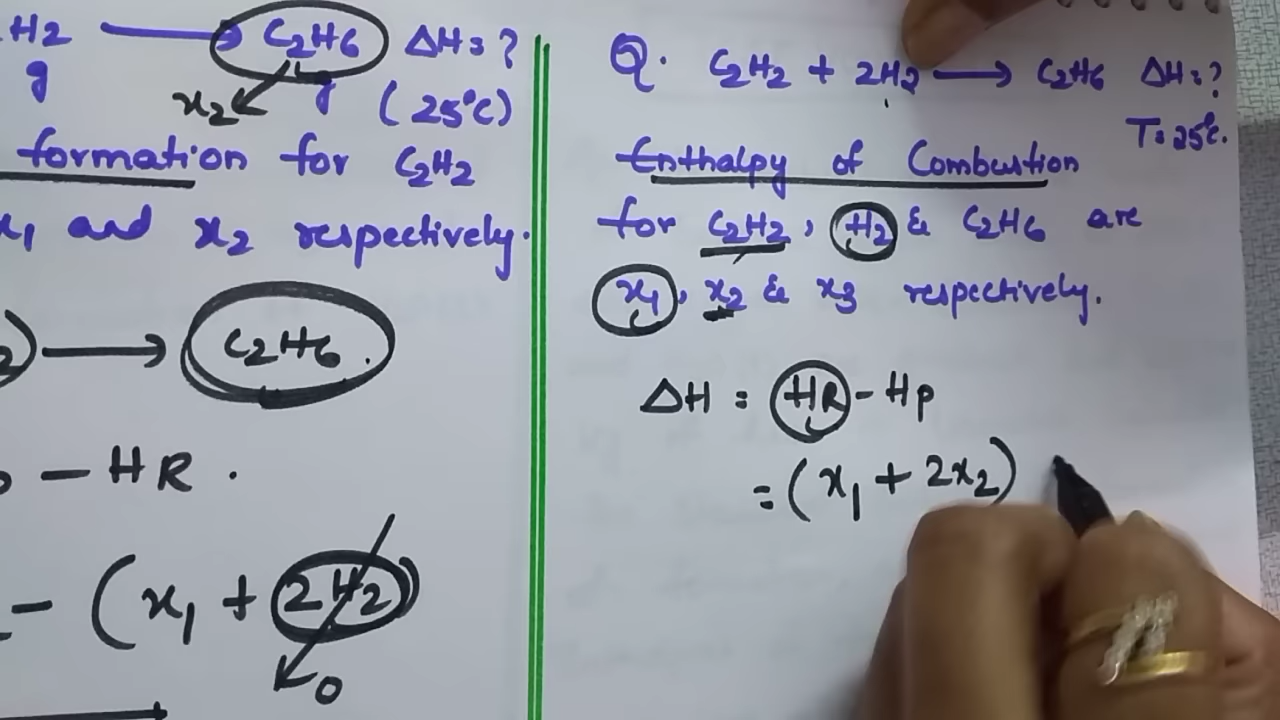 H2 → C2H6 ΔH = ?
g g
x2 (25°C)
formation for C2H2
x1 and x2 respectively.
→ C2H6.
- HR.
- (x1 + 2H2)
0
Q. C2H2 + 2H2 → C2H6 ΔH = ?
T = 25°C.
Enthalpy of Combustion
for C2H2, H2 & C2H6 are
x1, x2 & x3 respectively.
ΔH = HR - Hp
= (x1 + 2x2)